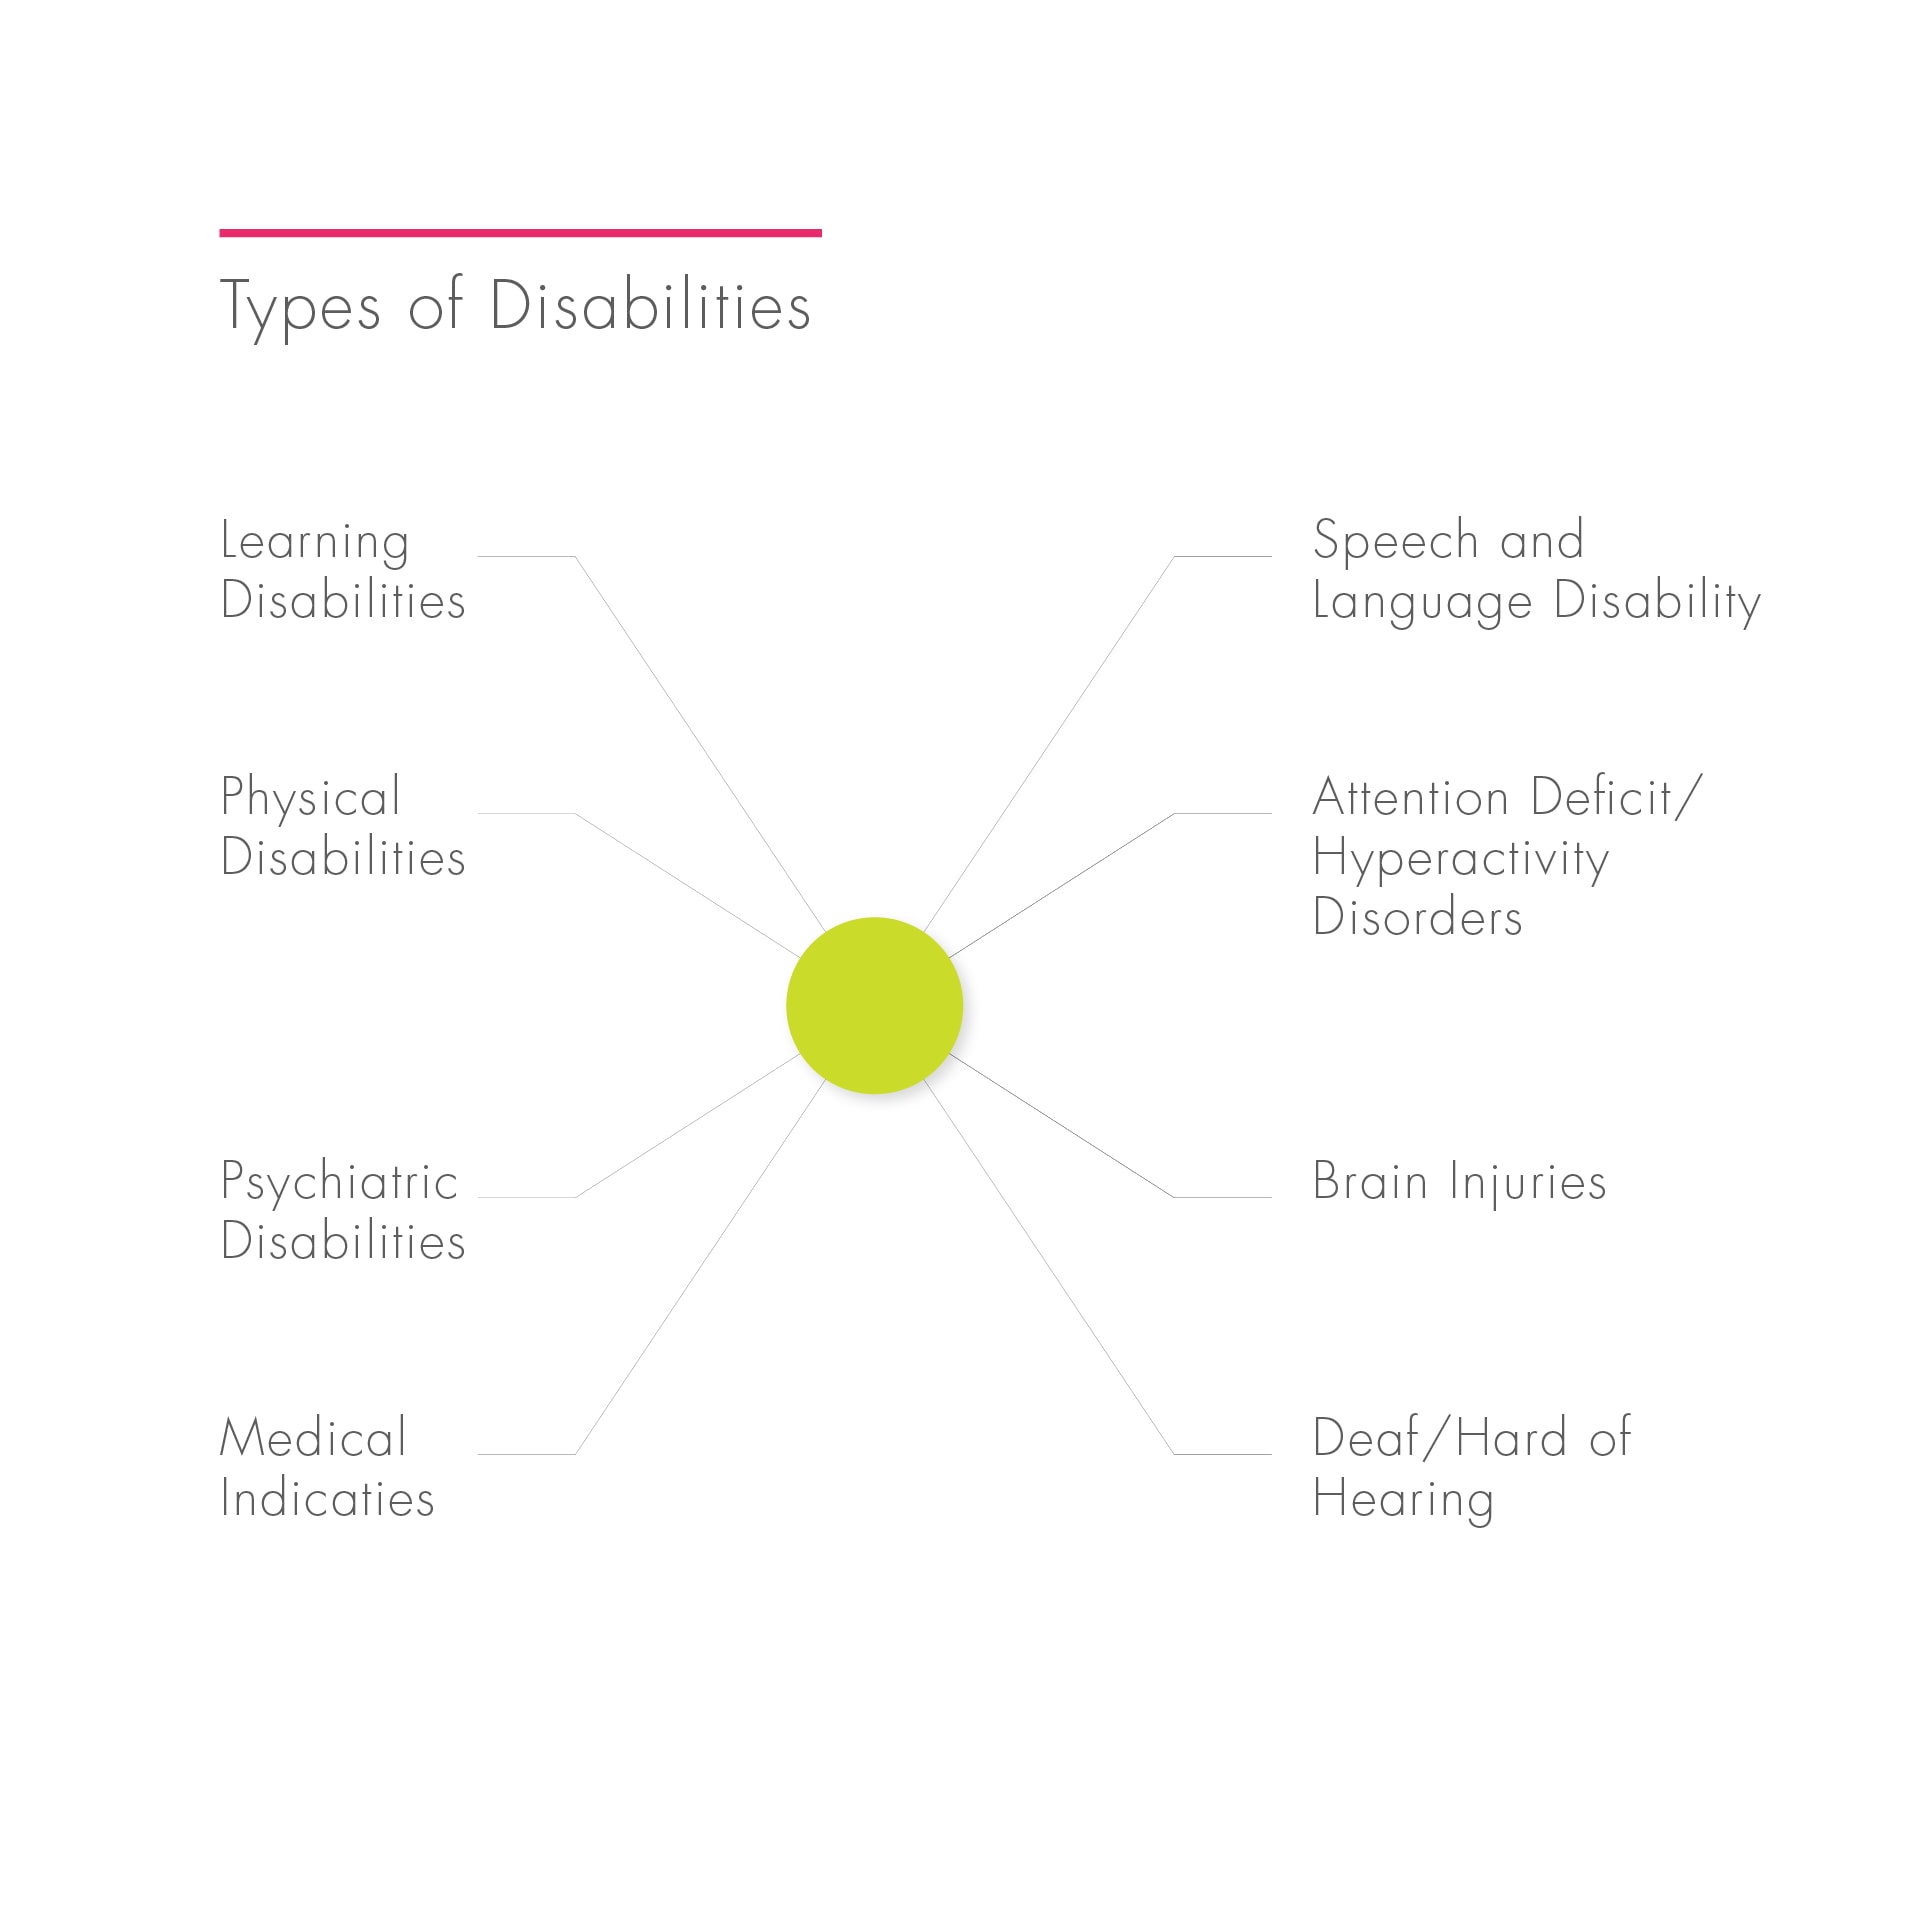 Types of Disabilities
Learning
Disabilities
Physical
Disabilities
Psychiatric
Disabilities
Medical
Indicaties
Speech and
Language Disability
Attention Deficit/
Hyperactivity
Disorders
Brain Injuries
Deaf/Hard of
Hearing